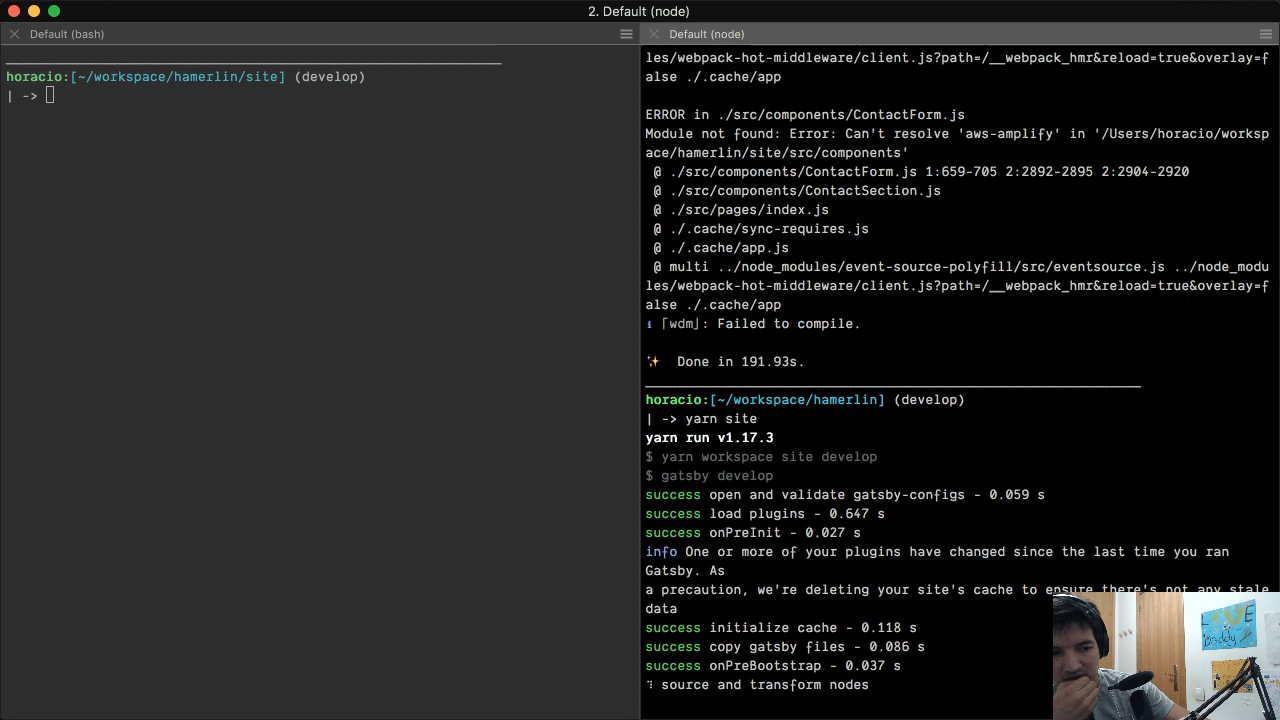 2. Default (node)
Default (bash)
horacio:[~/workspace/hamerlin/site] (develop)
| ->
Default (node)
les/webpack-hot-middleware/client.js?path=/__webpack_hmr&reload=true&overlay=f
alse ./.cache/app
ERROR in ./src/components/ContactForm.js
Module not found: Error: Can't resolve 'aws-amplify' in '/Users/horacio/worksp
ace/hamerlin/site/src/components'
@ ./src/components/ContactForm.js 1:659-705 2:2892-2895 2:2904-2920
@ ./src/components/ContactSection.js
@ ./src/pages/index.js
@ ./.cache/sync-requires.js
@ ./.cache/app.js
@ multi ../node_modules/event-source-polyfill/src/eventsource.js ../node_modu
les/webpack-hot-middleware/client.js?path=/__webpack_hmr&reload=true&overlay=f
alse ./.cache/app
ℹ ｢wdm｣: Failed to compile.
✨ Done in 191.93s.
horacio:[~/workspace/hamerlin] (develop)
| -> yarn site
yarn run v1.17.3
$ yarn workspace site develop
$ gatsby develop
success open and validate gatsby-configs - 0.059 s
success load plugins - 0.647 s
success onPreInit - 0.027 s
info One or more of your plugins have changed since the last time you ran
Gatsby. As
a precaution, we're deleting your site's cache to ensure there's not any stale
data
success initialize cache - 0.118 s
success copy gatsby files - 0.086 s
success onPreBootstrap - 0.037 s
⠹ source and transform nodes